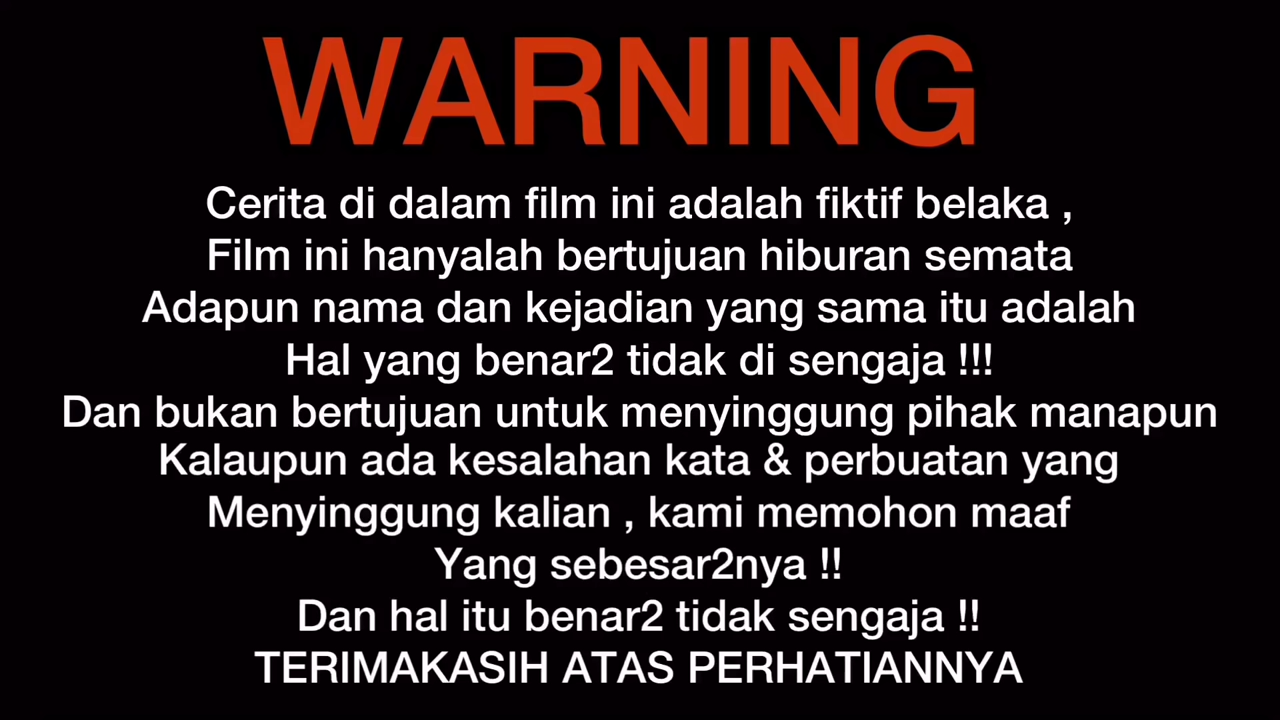 WARNING
Cerita di dalam film ini adalah fiktif belaka ,
Film ini hanyalah bertujuan hiburan semata
Adapun nama dan kejadian yang sama itu adalah
Hal yang benar2 tidak di sengaja !!!
Dan bukan bertujuan untuk menyinggung pihak manapun
Kalaupun ada kesalahan kata & perbuatan yang
Menyinggung kalian , kami memohon maaf
Yang sebesar2nya !!
Dan hal itu benar2 tidak sengaja !!
TERIMAKASIH ATAS PERHATIANNYA